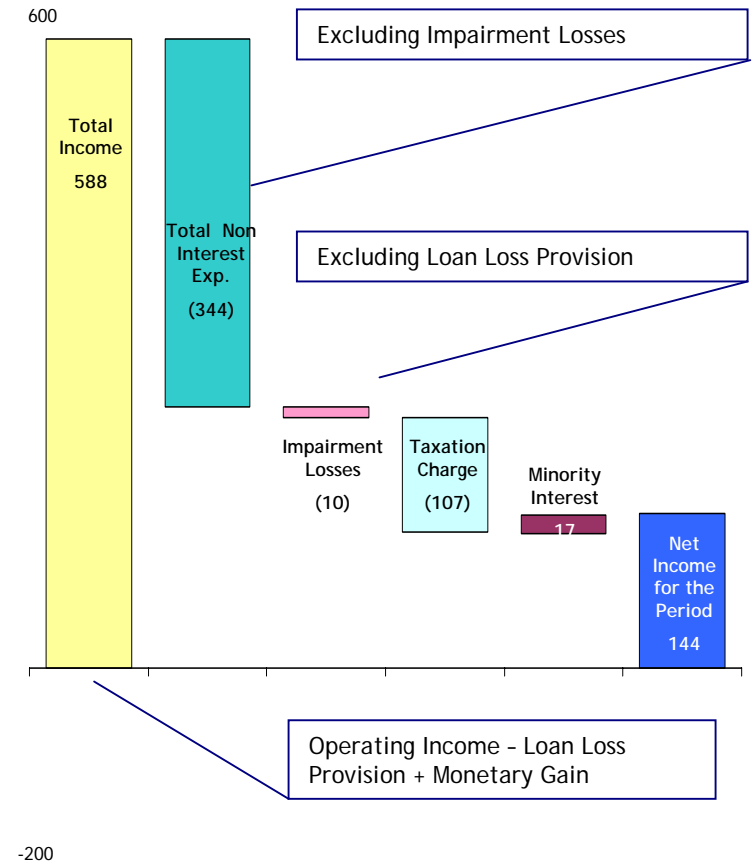 600
Excluding Impairment Losses
Total
Income
588
Total Non
Interest
Exp.
(344)
Excluding Loan Loss Provision
Impairment
Losses
(10)
Taxation
Charge
(107)
Minority
Interest
17
Net
Income
for the
Period
144
Operating Income – Loan Loss
Provision + Monetary Gain
-200